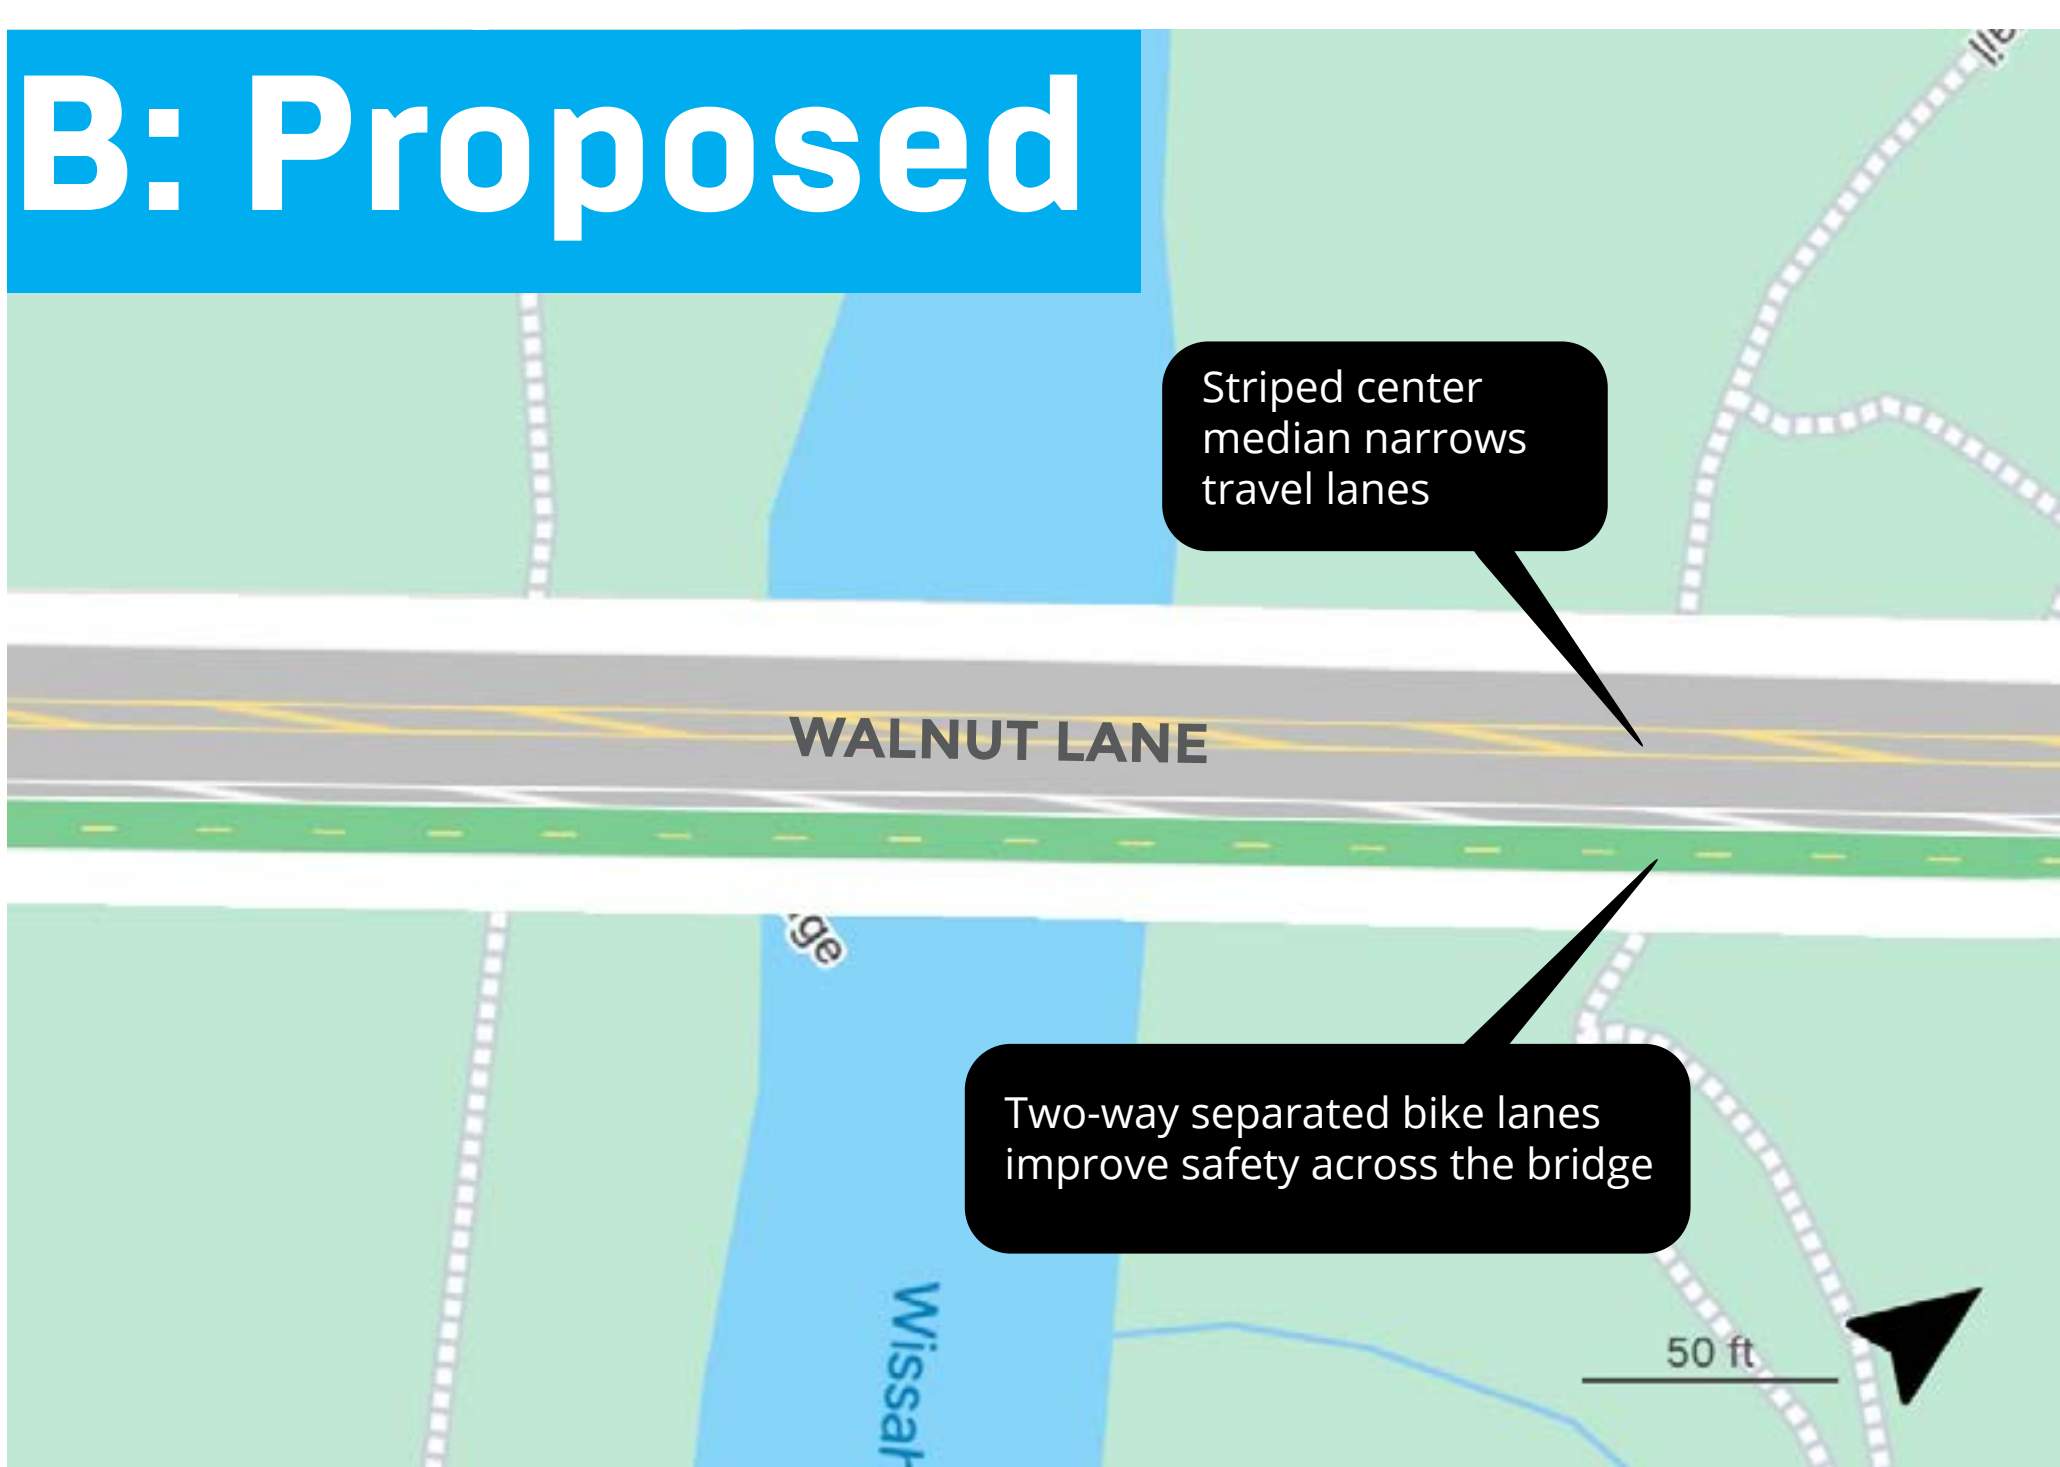 B: Proposed
Striped center
median narrows
travel lanes
WALNUT LANE
Two-way separated bike lanes
improve safety across the bridge
50 ft